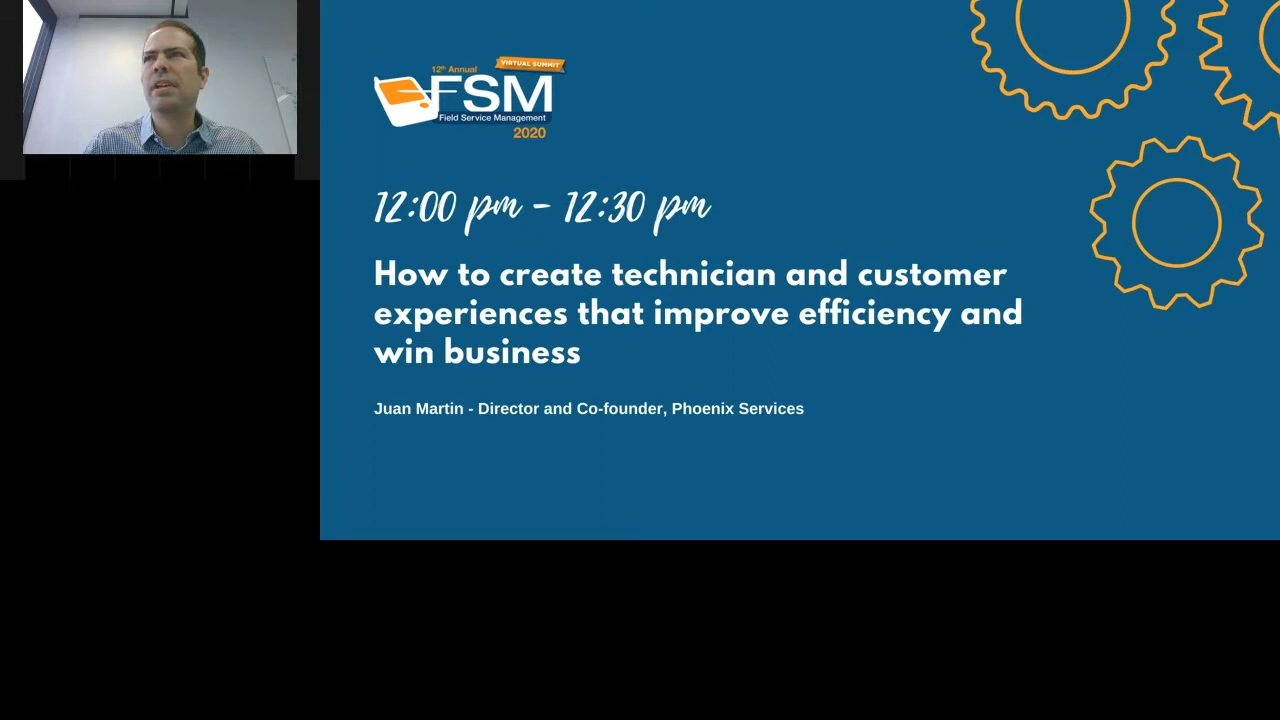 12th Annual
VIRTUAL SUMMIT
FSM
Field Service Management
2020
12:00 pm - 12:30 pm
How to create technician and customer
experiences that improve efficiency and
win business
Juan Martin - Director and Co-founder, Phoenix Services